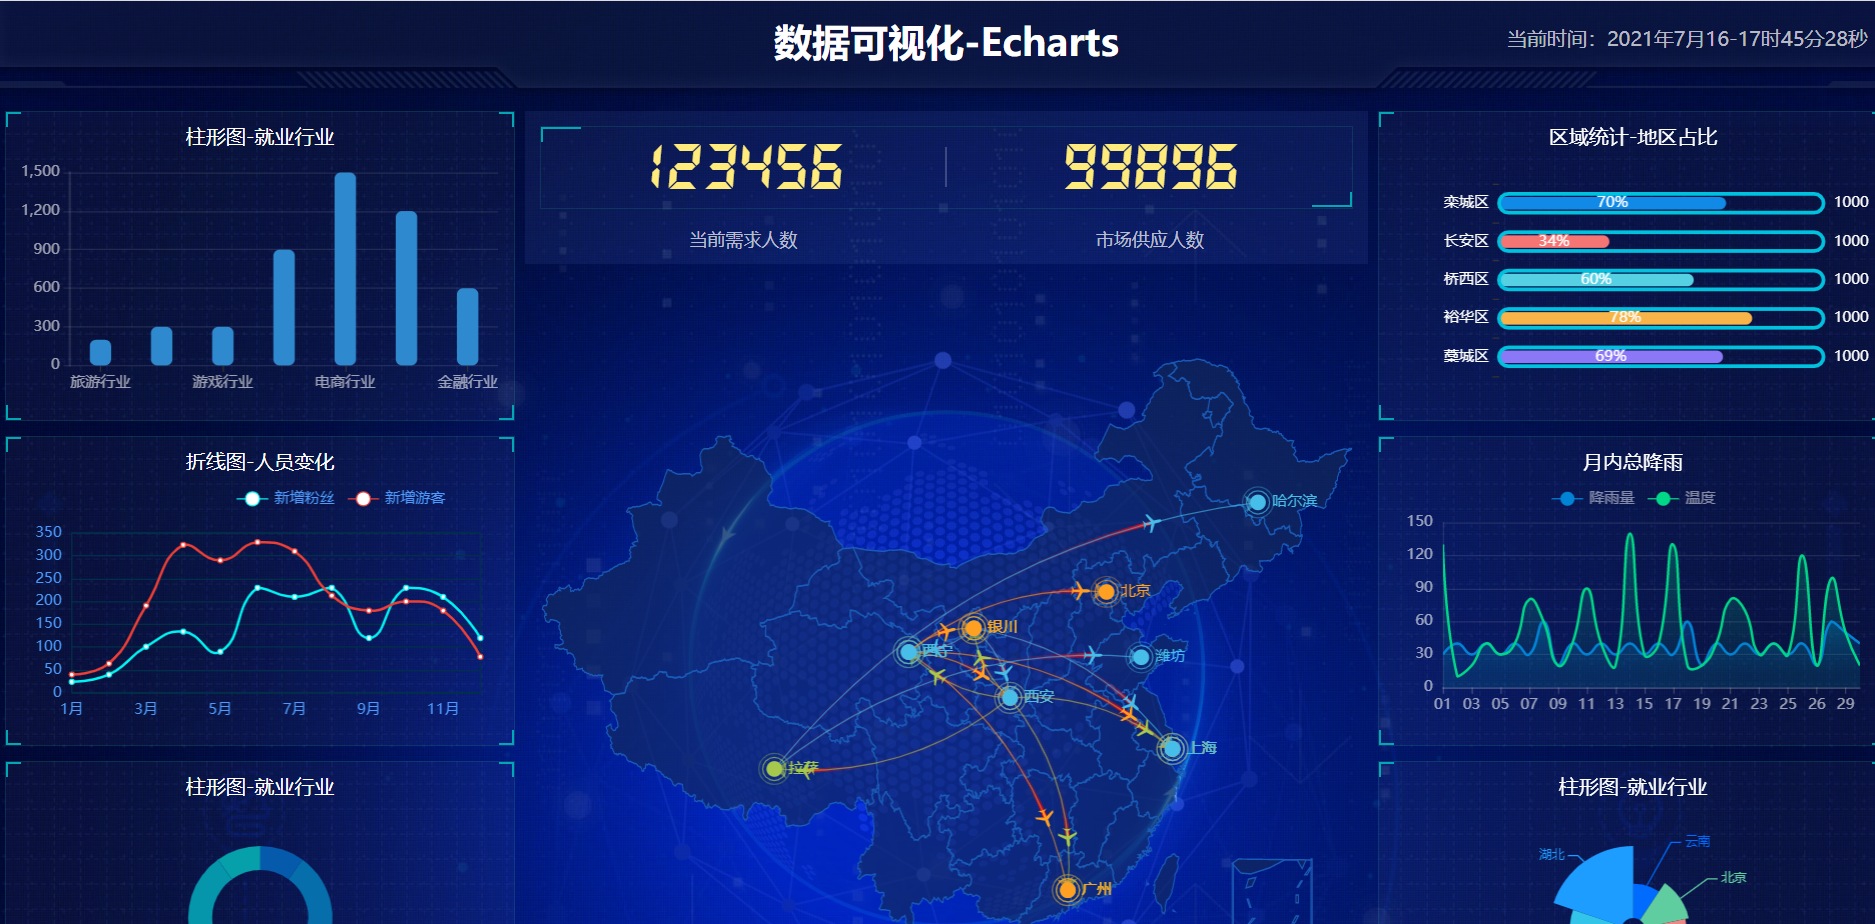 数据可视化-Echarts
当前时间：2021年7月16-17时45分28秒
柱形图-就业行业
1,500
1,200
900
600
300
0
旅游行业 游戏行业 电商行业 金融行业
折线图-人员变化
新增粉丝 新增游客
350
300
250
200
150
100
50
0
1月 3月 5月 7月 9月 11月
柱形图-就业行业
123456 99896
当前需求人数 市场供应人数
哈尔滨
北京
银川
西宁
潍坊
西安
上海
拉萨
广州
区域统计-地区占比
栾城区 70% 1000
长安区 34% 1000
桥西区 60% 1000
裕华区 78% 1000
藁城区 69% 1000
月内总降雨
降雨量 温度
150
120
90
60
30
0
01 03 05 07 09 11 13 15 17 19 21 23 25 26 29
柱形图-就业行业
云南
湖北
北京